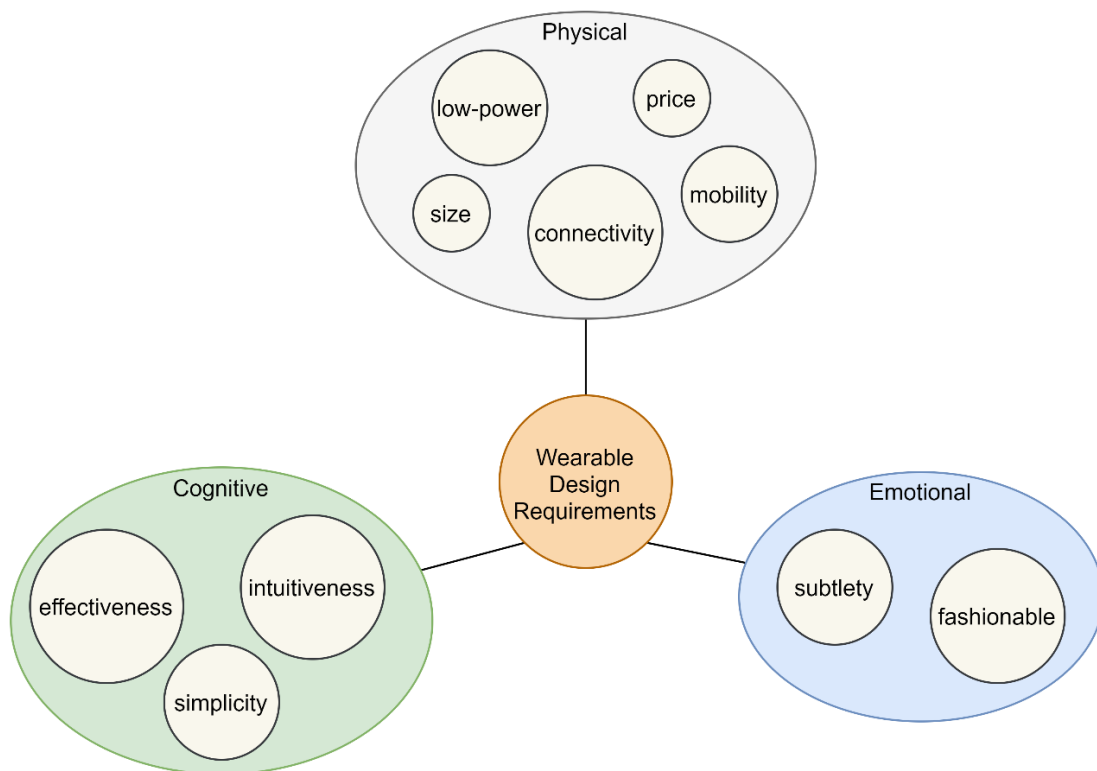 Physical
low-power
price
size
connectivity
mobility
Wearable
Design
Requirements
Cognitive
effectiveness
intuitiveness
simplicity
Emotional
subtlety
fashionable